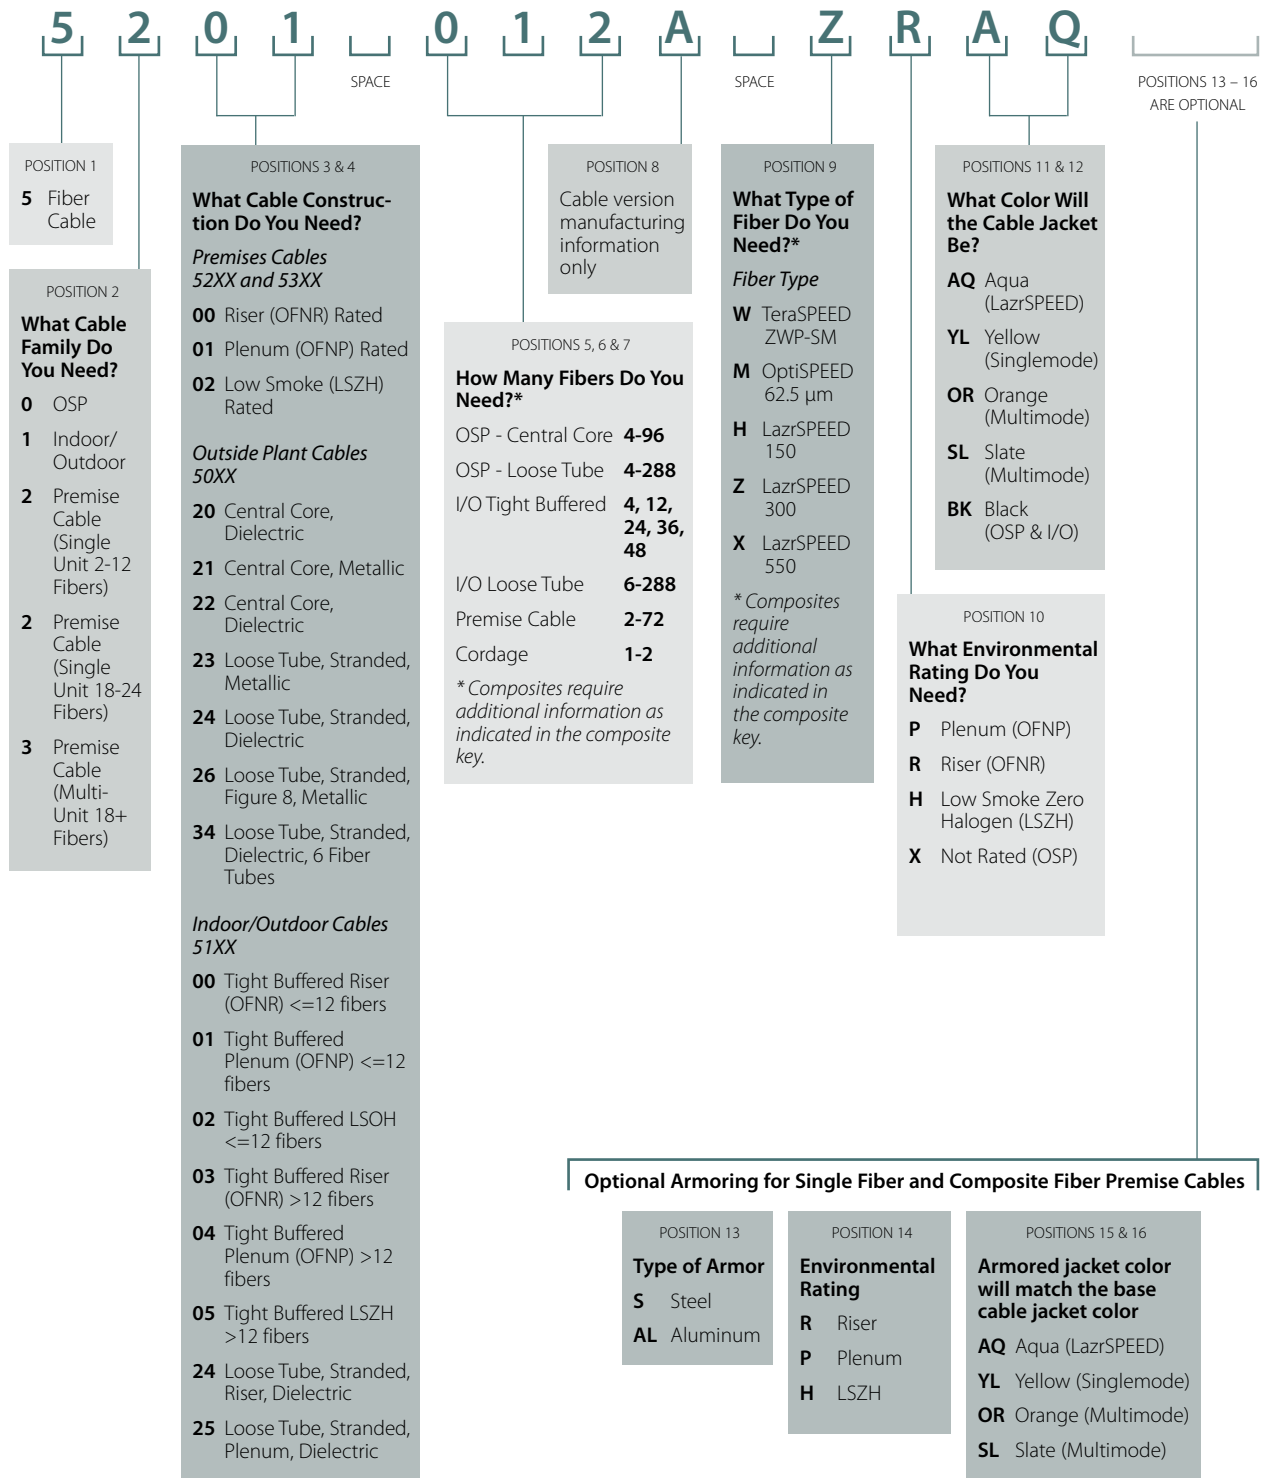 5 2 0 1 0 1 2 A Z R A Q
SPACE
SPACE
POSITIONS 13 – 16
ARE OPTIONAL
POSITION 1
5 Fiber
Cable
POSITION 2
What Cable
Family Do
You Need?
0 OSP
1 Indoor/
Outdoor
2 Premise
Cable
(Single
Unit 2-12
Fibers)
2 Premise
Cable
(Single
Unit 18-24
Fibers)
3 Premise
Cable
(Multi-
Unit 18+
Fibers)
POSITIONS 3 & 4
What Cable Construc-
tion Do You Need?
Premises Cables
52XX and 53XX
00 Riser (OFNR) Rated
01 Plenum (OFNP) Rated
02 Low Smoke (LSZH)
Rated
Outside Plant Cables
50XX
20 Central Core,
Dielectric
21 Central Core, Metallic
22 Central Core,
Dielectric
23 Loose Tube, Stranded,
Metallic
24 Loose Tube, Stranded,
Dielectric
26 Loose Tube, Stranded,
Figure 8, Metallic
34 Loose Tube, Stranded,
Dielectric, 6 Fiber
Tubes
Indoor/Outdoor Cables
51XX
00 Tight Buffered Riser
(OFNR) <=12 fibers
01 Tight Buffered
Plenum (OFNP) <=12
fibers
02 Tight Buffered LSOH
<=12 fibers
03 Tight Buffered Riser
(OFNR) >12 fibers
04 Tight Buffered
Plenum (OFNP) >12
fibers
05 Tight Buffered LSZH
>12 fibers
24 Loose Tube, Stranded,
Riser, Dielectric
25 Loose Tube, Stranded,
Plenum, Dielectric
POSITIONS 5, 6 & 7
How Many Fibers Do You
Need?*
OSP - Central Core 4-96
OSP - Loose Tube 4-288
I/O Tight Buffered 4, 12,
24, 36,
48
I/O Loose Tube 6-288
Premise Cable 2-72
Cordage 1-2
* Composites require
additional information as
indicated in the composite
key.
POSITION 8
Cable version
manufacturing
information
only
POSITION 9
What Type of
Fiber Do You
Need?*
Fiber Type
W TeraSPEED
ZWP-SM
M OptiSPEED
62.5 µm
H LazrSPEED
150
Z LazrSPEED
300
X LazrSPEED
550
* Composites
require
additional
information as
indicated in
the composite
key.
POSITIONS 11 & 12
What Color Will
the Cable Jacket
Be?
AQ Aqua
(LazrSPEED)
YL Yellow
(Singlemode)
OR Orange
(Multimode)
SL Slate
(Multimode)
BK Black
(OSP & I/O)
POSITION 10
What Environmental
Rating Do You
Need?
P Plenum (OFNP)
R Riser (OFNR)
H Low Smoke Zero
Halogen (LSZH)
X Not Rated (OSP)
Optional Armoring for Single Fiber and Composite Fiber Premise Cables
POSITION 13
Type of Armor
S Steel
AL Aluminum
POSITION 14
Environmental
Rating
R Riser
P Plenum
H LSZH
POSITIONS 15 & 16
Armored jacket color
will match the base
cable jacket color
AQ Aqua (LazrSPEED)
YL Yellow (Singlemode)
OR Orange (Multimode)
SL Slate (Multimode)